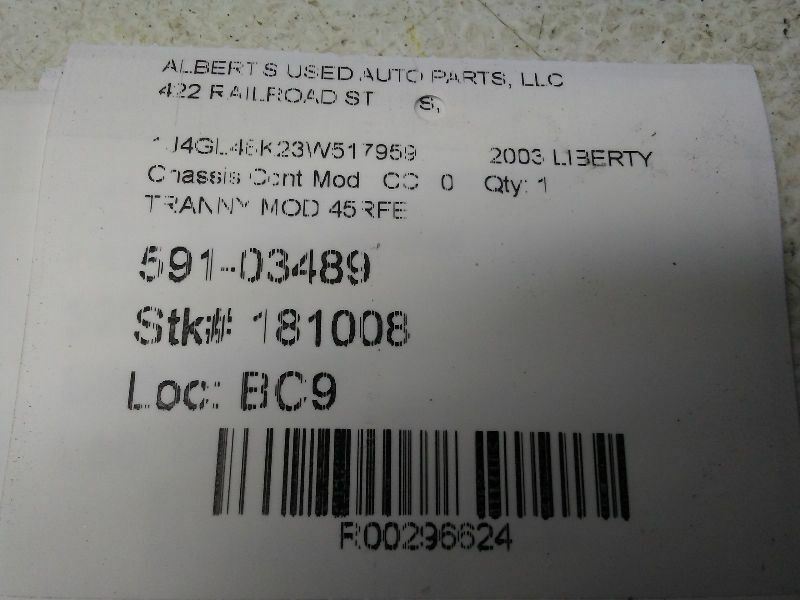 ALBERT'S USED AUTO PARTS, LLC
422 RAILROAD ST S,
1J4GL48K23W517959 2003 LIBERTY
Chassis Cont Mod CC 0 Qty: 1
TRANNY MOD 45RFE
591-03489
Stk# 181008
Loc: BC9
R00296624